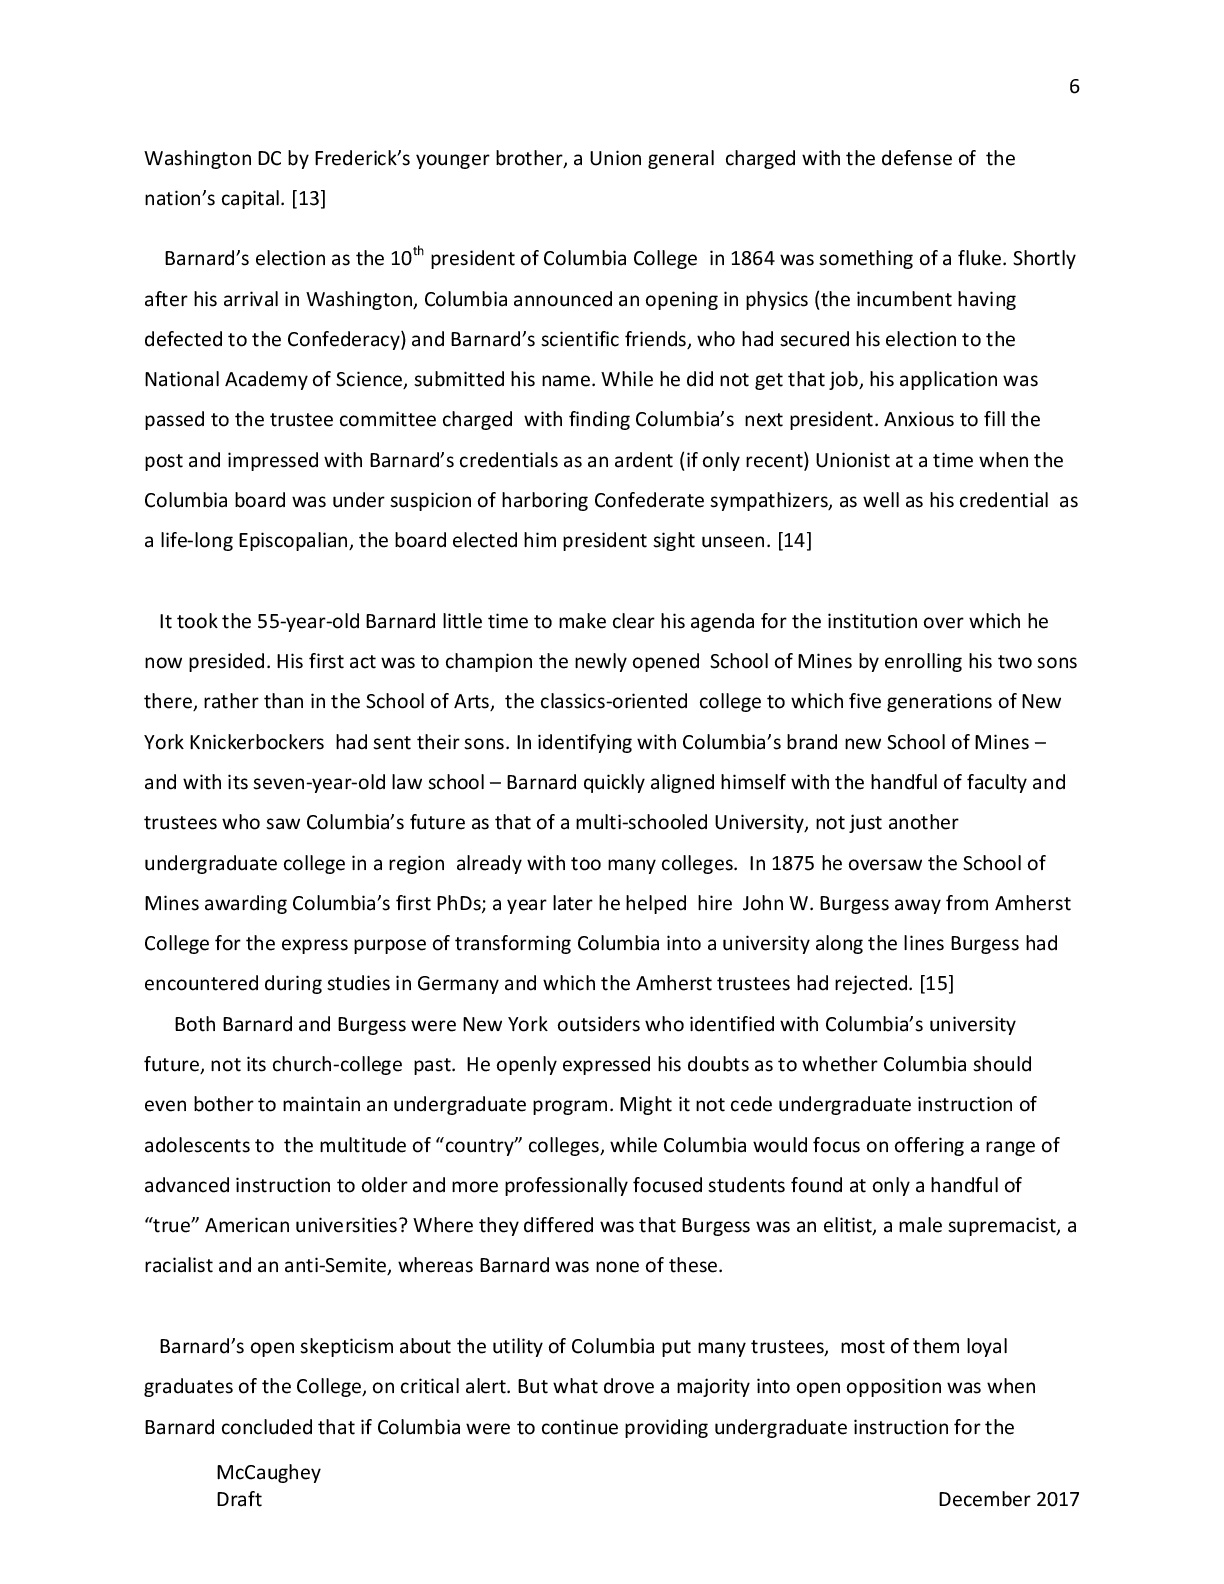 6
Washington DC by Frederick’s younger brother, a Union general  charged with the defense of  the
nation’s capital. [13]
Barnard’s election as the 10th president of Columbia College  in 1864 was something of a fluke. Shortly
after his arrival in Washington, Columbia announced an opening in physics (the incumbent having
defected to the Confederacy) and Barnard’s scientific friends, who had secured his election to the
National Academy of Science, submitted his name. While he did not get that job, his application was
passed to the trustee committee charged  with finding Columbia’s  next president. Anxious to fill the
post and impressed with Barnard’s credentials as an ardent (if only recent) Unionist at a time when the
Columbia board was under suspicion of harboring Confederate sympathizers, as well as his credential  as
a life-long Episcopalian, the board elected him president sight unseen. [14]
It took the 55-year-old Barnard little time to make clear his agenda for the institution over which he
now presided. His first act was to champion the newly opened  School of Mines by enrolling his two sons
there, rather than in the School of Arts,  the classics-oriented  college to which five generations of New
York Knickerbockers  had sent their sons. In identifying with Columbia’s brand new School of Mines –
and with its seven-year-old law school – Barnard quickly aligned himself with the handful of faculty and
trustees who saw Columbia’s future as that of a multi-schooled University, not just another
undergraduate college in a region  already with too many colleges.  In 1875 he oversaw the School of
Mines awarding Columbia’s first PhDs; a year later he helped  hire  John W. Burgess away from Amherst
College for the express purpose of transforming Columbia into a university along the lines Burgess had
encountered during studies in Germany and which the Amherst trustees had rejected. [15]
Both Barnard and Burgess were New York  outsiders who identified with Columbia’s university
future, not its church-college  past.  He openly expressed his doubts as to whether Columbia should
even bother to maintain an undergraduate program. Might it not cede undergraduate instruction of
adolescents to  the multitude of “country” colleges, while Columbia would focus on offering a range of
advanced instruction to older and more professionally focused students found at only a handful of
“true” American universities? Where they differed was that Burgess was an elitist, a male supremacist, a
racialist and an anti-Semite, whereas Barnard was none of these.
Barnard’s open skepticism about the utility of Columbia put many trustees,  most of them loyal
graduates of the College, on critical alert. But what drove a majority into open opposition was when
Barnard concluded that if Columbia were to continue providing undergraduate instruction for the
McCaughey
Draft December 2017